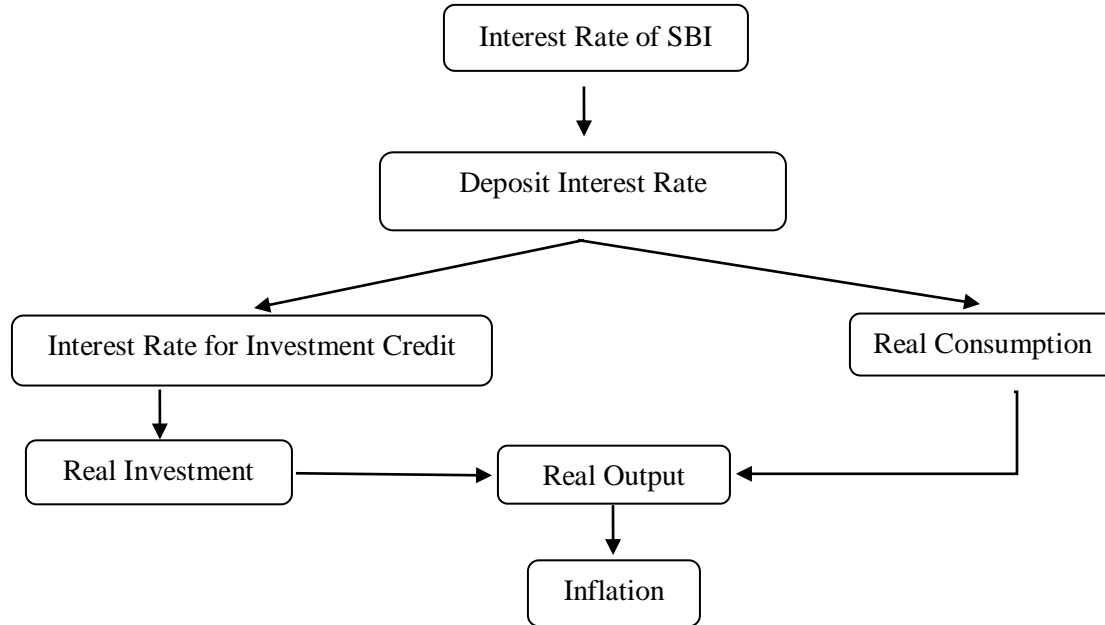 Interest Rate of SBI
Deposit Interest Rate
Interest Rate for Investment Credit
Real Consumption
Real Investment
Real Output
Inflation